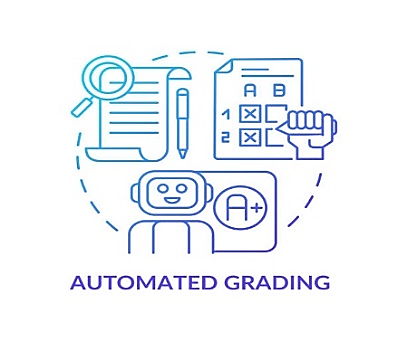 A B
1
2
A+
AUTOMATED GRADING